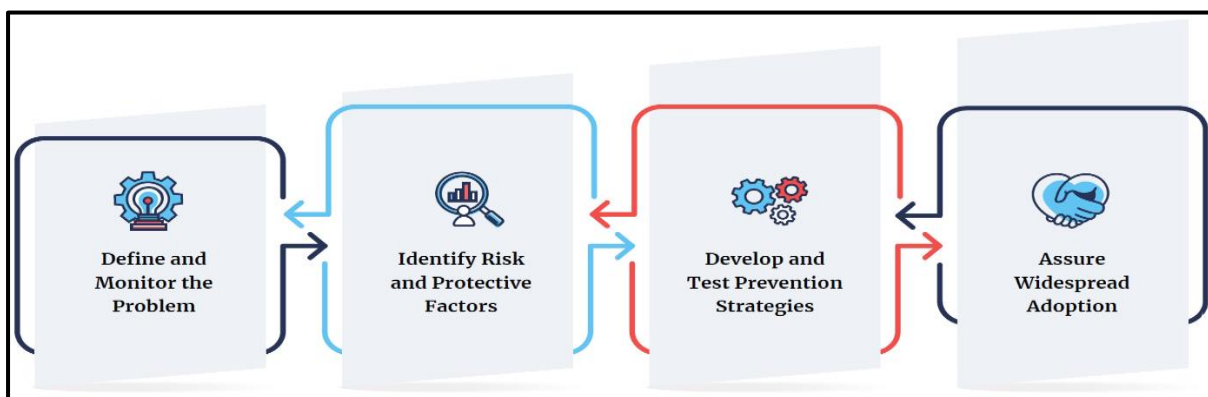 Define and
Monitor the
Problem
Identify Risk
and Protective
Factors
Develop and
Test Prevention
Strategies
Assure
Widespread
Adoption